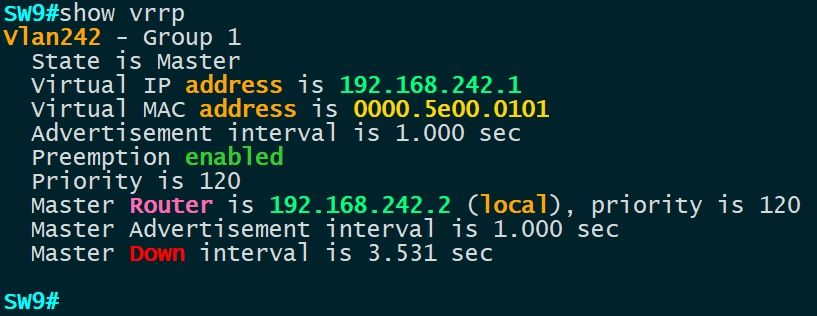 SW9#show vrrp
Vlan242 - Group 1
  State is Master
  Virtual IP address is 192.168.242.1
  Virtual MAC address is 0000.5e00.0101
  Advertisement interval is 1.000 sec
  Preemption enabled
  Priority is 120
  Master Router is 192.168.242.2 (local), priority is 120
  Master Advertisement interval is 1.000 sec
  Master Down interval is 3.531 sec

SW9#